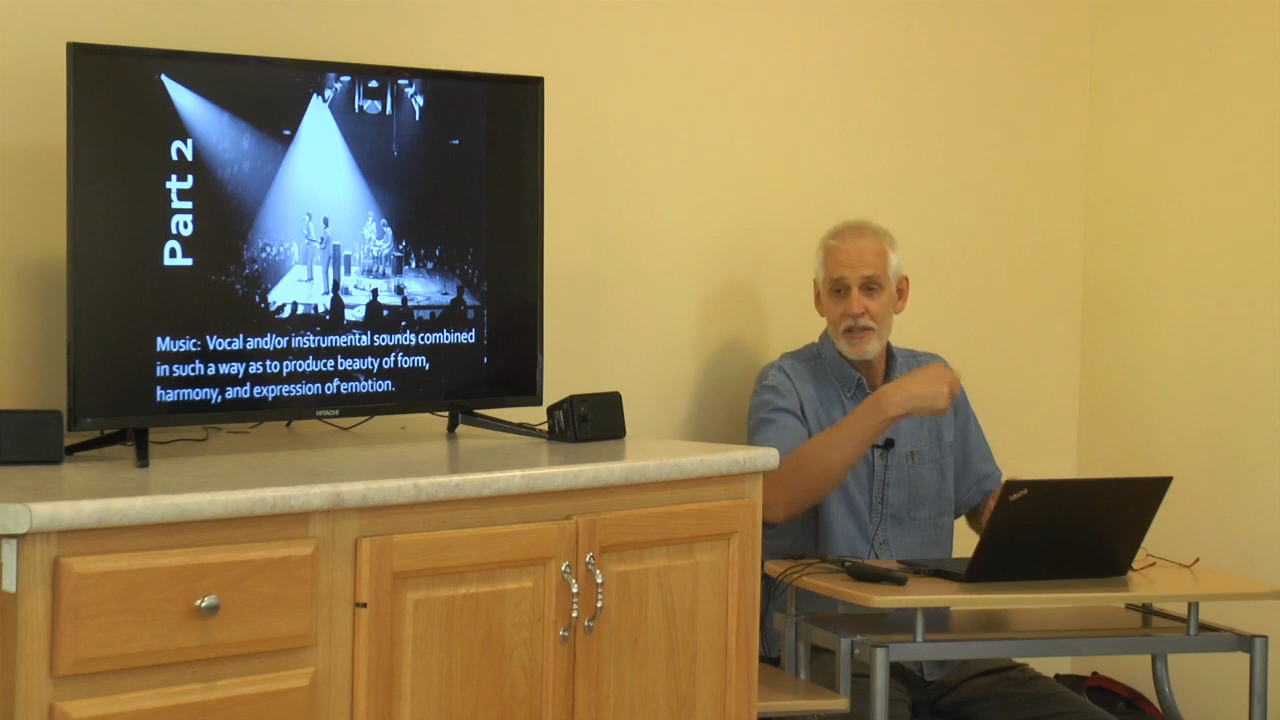 Part 2
Music: Vocal and/or instrumental sounds combined
in such a way as to produce beauty of form,
harmony, and expression of emotion.
HITACHI
ThinkPad